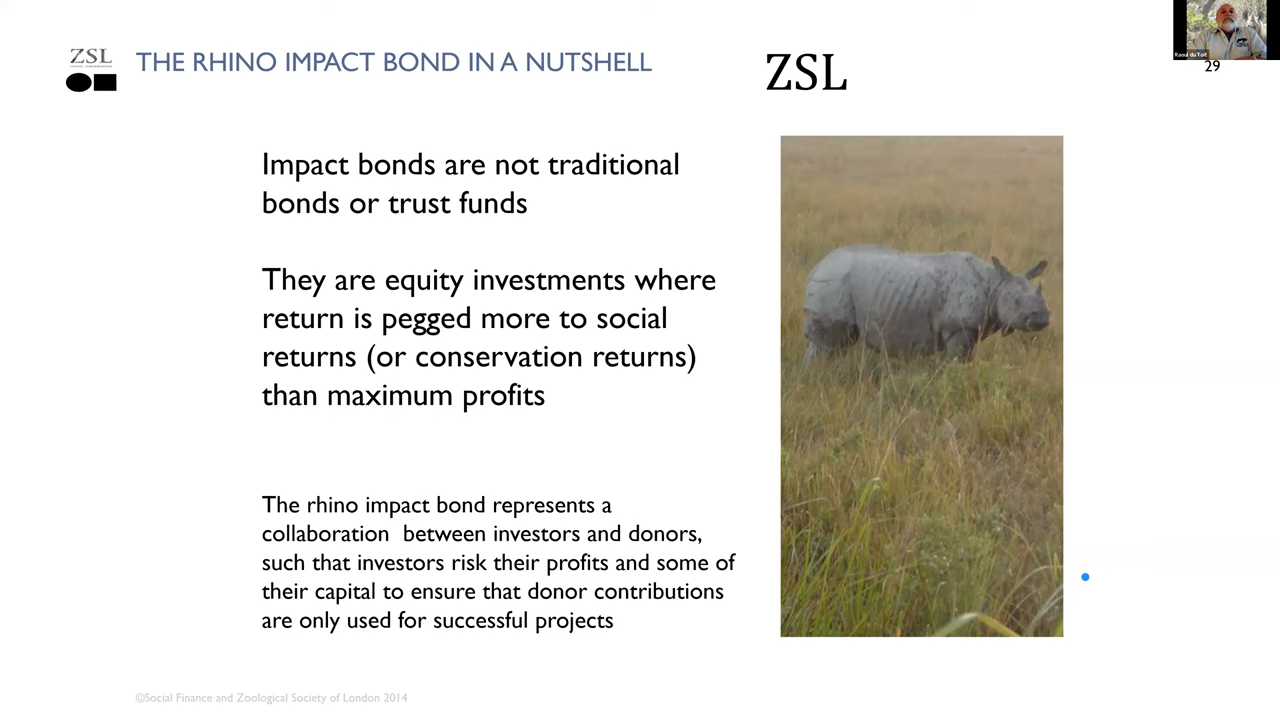 ZSL
THE RHINO IMPACT BOND IN A NUTSHELL
ZSL
Raoul du Toit
29
Impact bonds are not traditional
bonds or trust funds
They are equity investments where
return is pegged more to social
returns (or conservation returns)
than maximum profits
The rhino impact bond represents a
collaboration between investors and donors,
such that investors risk their profits and some of
their capital to ensure that donor contributions
are only used for successful projects
©Social Finance and Zoological Society of London 2014